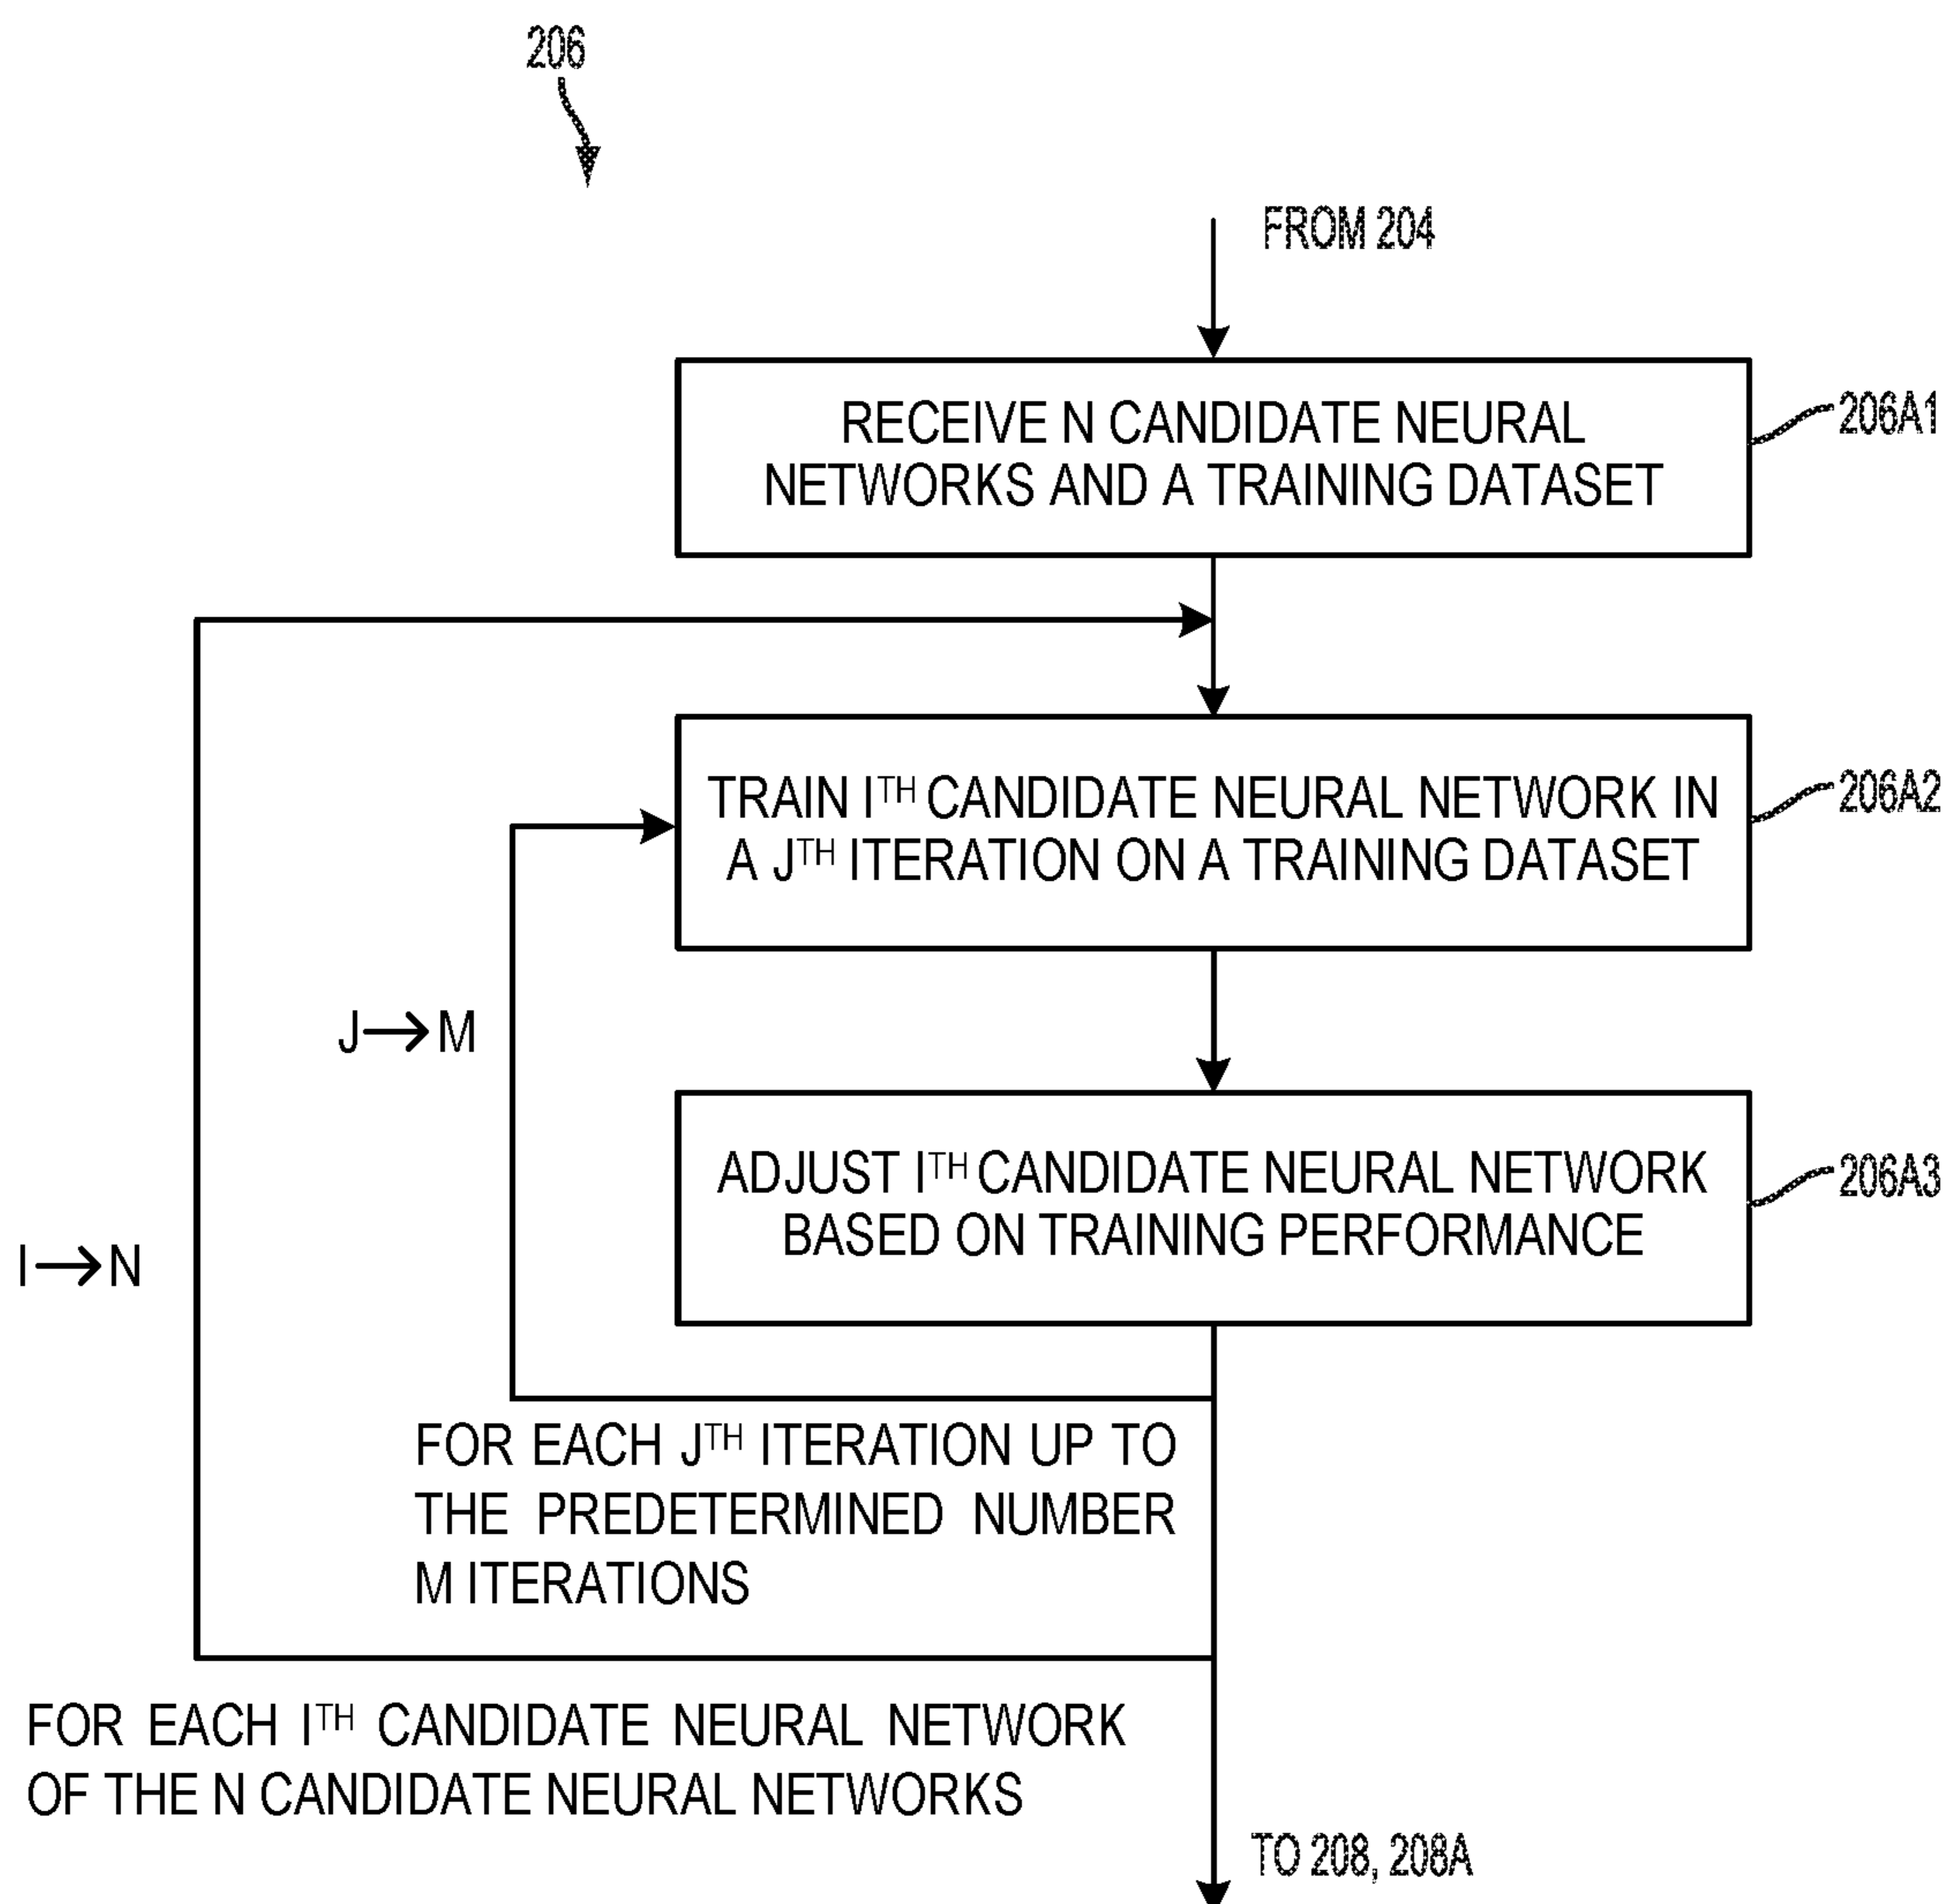 206
FROM 204
RECEIVE N CANDIDATE NEURAL
NETWORKS AND A TRAINING DATASET
206A1
TRAIN I^TH CANDIDATE NEURAL NETWORK IN
A J^TH ITERATION ON A TRAINING DATASET
206A2
J→M
ADJUST I^TH CANDIDATE NEURAL NETWORK
BASED ON TRAINING PERFORMANCE
206A3
I→N
FOR EACH J^TH ITERATION UP TO
THE PREDETERMINED NUMBER
M ITERATIONS
FOR EACH I^TH CANDIDATE NEURAL NETWORK
OF THE N CANDIDATE NEURAL NETWORKS
TO 208, 208A